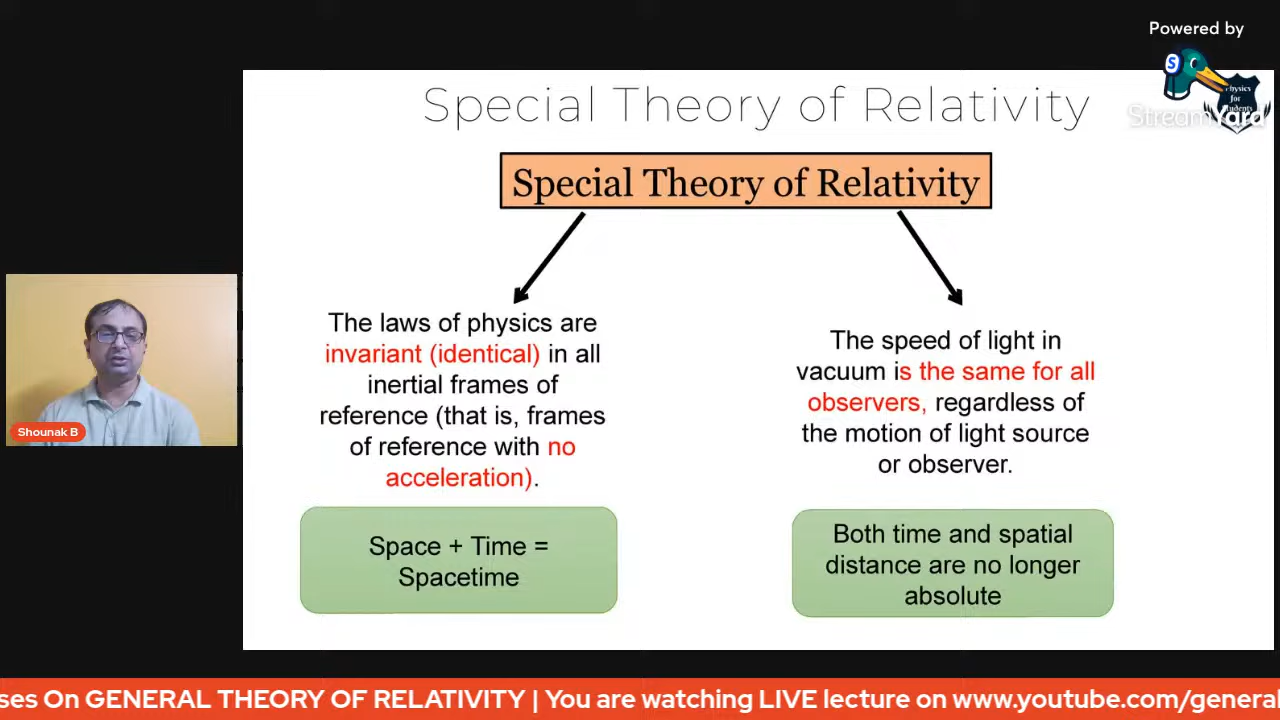 Powered by
S
Physics
for
Students
StreamYard
Special Theory of Relativity
Special Theory of Relativity
The laws of physics are
invariant (identical) in all
inertial frames of
reference (that is, frames
of reference with no
acceleration).
The speed of light in
vacuum is the same for all
observers, regardless of
the motion of light source
or observer.
Shounak B
Space + Time =
Spacetime
Both time and spatial
distance are no longer
absolute
ses On GENERAL THEORY OF RELATIVITY | You are watching LIVE lecture on www.youtube.com/general